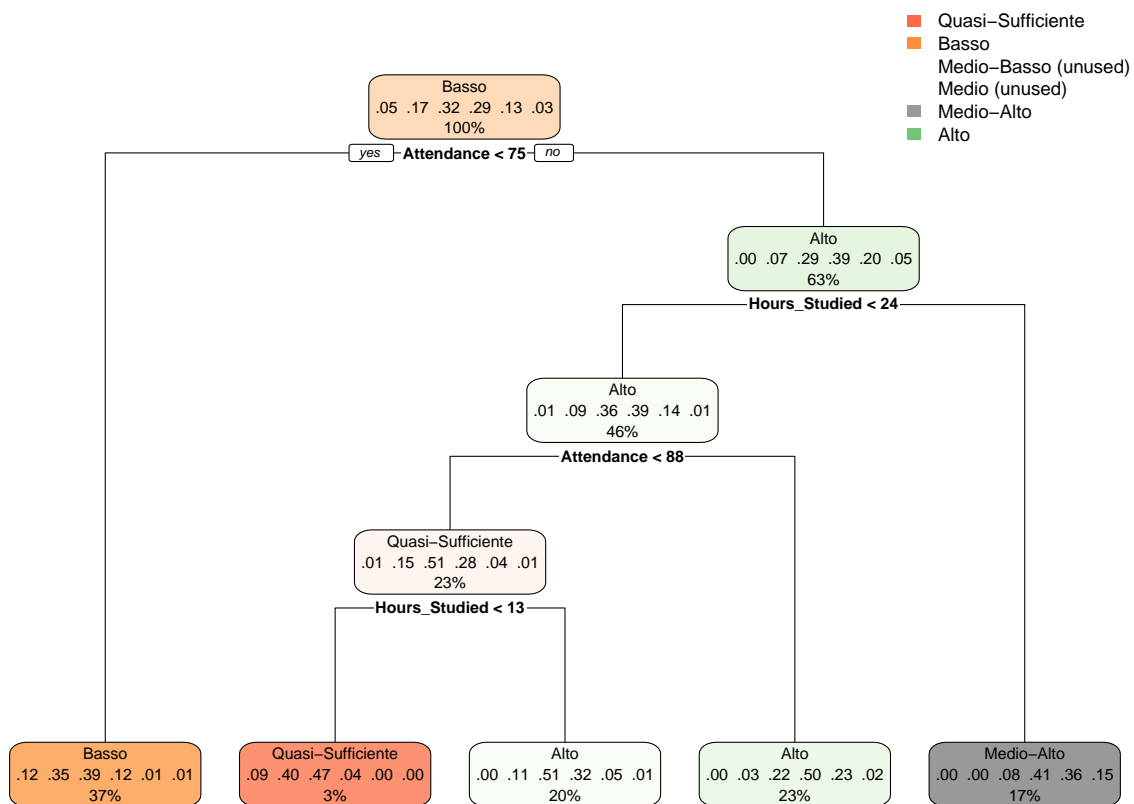 Quasi−Sufficiente
Basso
Medio−Basso (unused)
Medio (unused)
Medio−Alto
Alto
Basso
.05 .17 .32 .29 .13 .03
100%
yes Attendance < 75 no
Alto
.00 .07 .29 .39 .20 .05
63%
Hours_Studied < 24
Alto
.01 .09 .36 .39 .14 .01
46%
Attendance < 88
Quasi−Sufficiente
.01 .15 .51 .28 .04 .01
23%
Hours_Studied < 13
Basso
.12 .35 .39 .12 .01 .01
37%
Quasi−Sufficiente
.09 .40 .47 .04 .00 .00
3%
Alto
.00 .11 .51 .32 .05 .01
20%
Alto
.00 .03 .22 .50 .23 .02
23%
Medio−Alto
.00 .00 .08 .41 .36 .15
17%